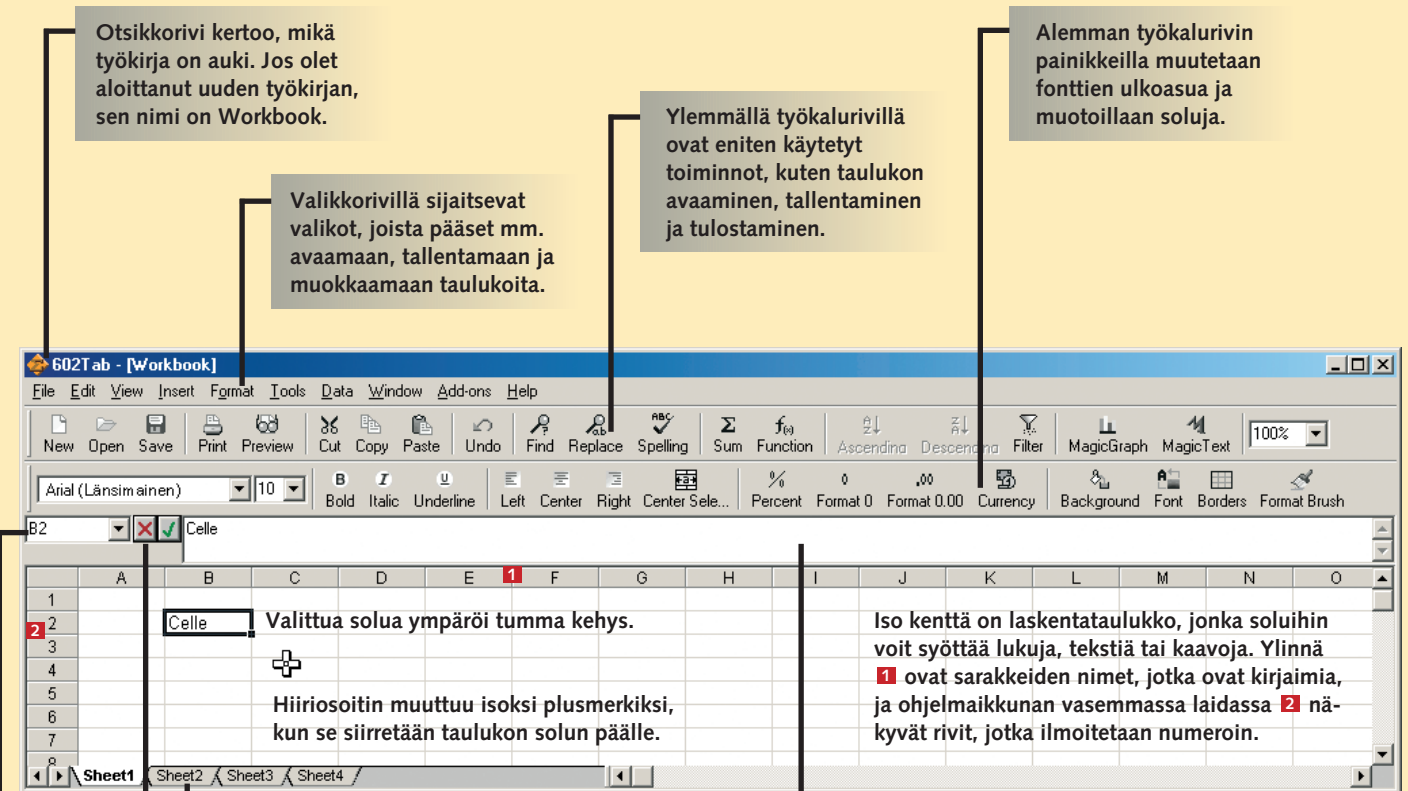 Otsikkorivi kertoo, mikä
työkirja on auki. Jos olet
aloittanut uuden työkirjan,
sen nimi on Workbook.
Alemman työkalurivin
painikkeilla muutetaan
fonttien ulkoasua ja
muotoillaan soluja.
Ylemmällä työkalurivillä
ovat eniten käytetyt
toiminnot, kuten taulukon
avaaminen, tallentaminen
ja tulostaminen.
Valikkorivillä sijaitsevat
valikot, joista pääset mm.
avaamaan, tallentamaan ja
muokkaamaan taulukoita.
602Tab - [Workbook]
File Edit View Insert Format Tools Data Window Add-ons Help
New Open Save Print Preview Cut Copy Paste Undo Find Replace Spelling Sum Function Ascending Descending Filter MagicGraph MagicText 100%
Arial (Länsimainen) 10 Bold Italic Underline Left Center Right Center Sele... Percent Format 0 Format 0.00 Currency Background Font Borders Format Brush
B2 Celle
A B C D E 1 F G H I J K L M N O
1
2 2 Celle
3
4
5
6
7
8
Valittua solua ympäröi tumma kehys.
Hiiriosoitin muuttuu isoksi plusmerkiksi,
kun se siirretään taulukon solun päälle.
Iso kenttä on laskentataulukko, jonka soluihin
voit syöttää lukuja, tekstiä tai kaavoja. Ylinnä
1 ovat sarakkeiden nimet, jotka ovat kirjaimia,
ja ohjelmaikkunan vasemmassa laidassa 2 nä-
kyvät rivit, jotka ilmoitetaan numeroin.
Sheet1 Sheet2 Sheet3 Sheet4